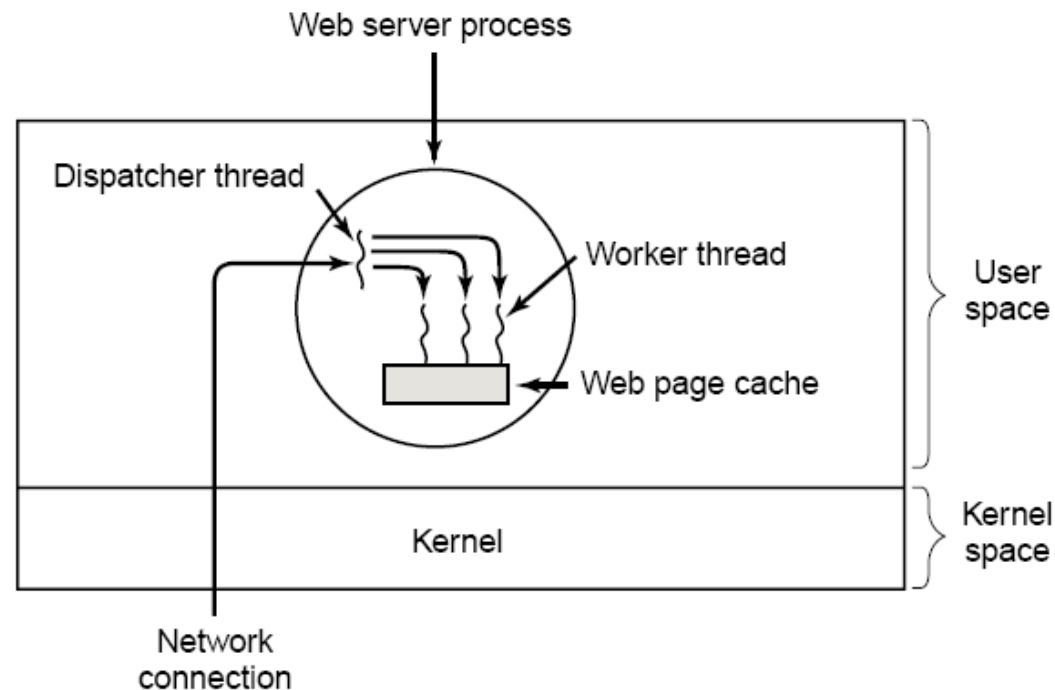 Web server process
Dispatcher thread
Worker thread
Web page cache
User
space
Kernel
Kernel
space
Network
connection